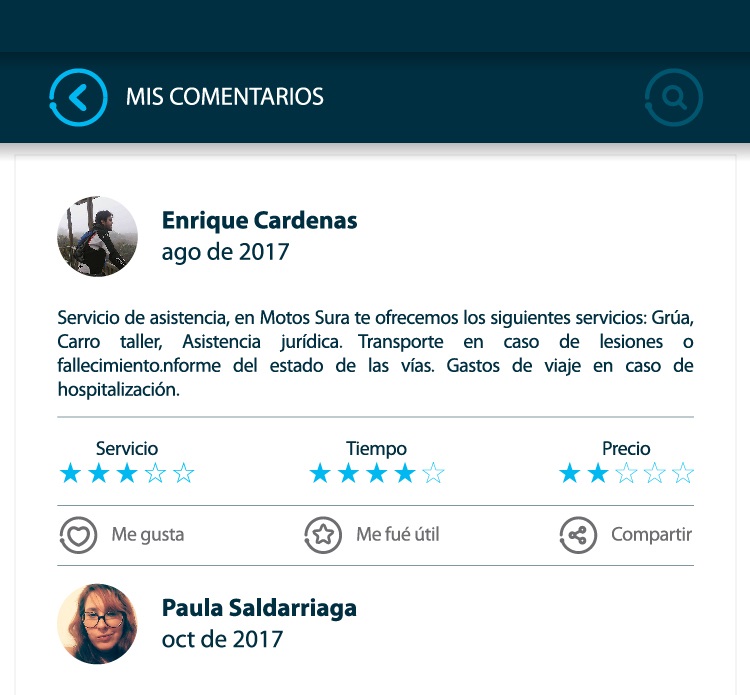 MIS COMENTARIOS
Enrique Cardenas
ago de 2017
Servicio de asistencia, en Motos Sura te ofrecemos los siguientes servicios: Grúa,
Carro taller, Asistencia jurídica. Transporte en caso de lesiones o
fallecimiento.nforme del estado de las vías. Gastos de viaje en caso de
hospitalización.
Servicio Tiempo Precio
Me gusta Me fué útil Compartir
Paula Saldarriaga
oct de 2017